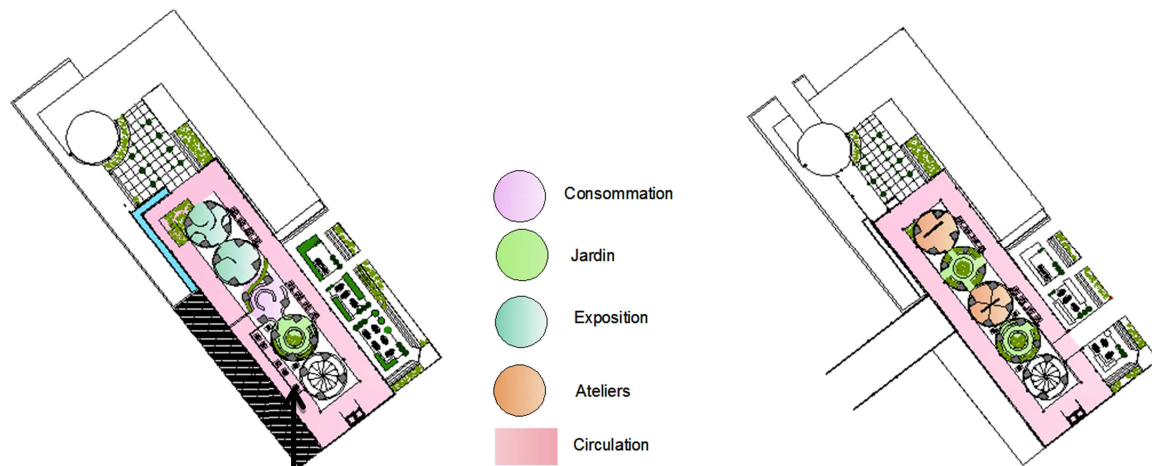 Consommation
Jardin
Exposition
Ateliers
Circulation